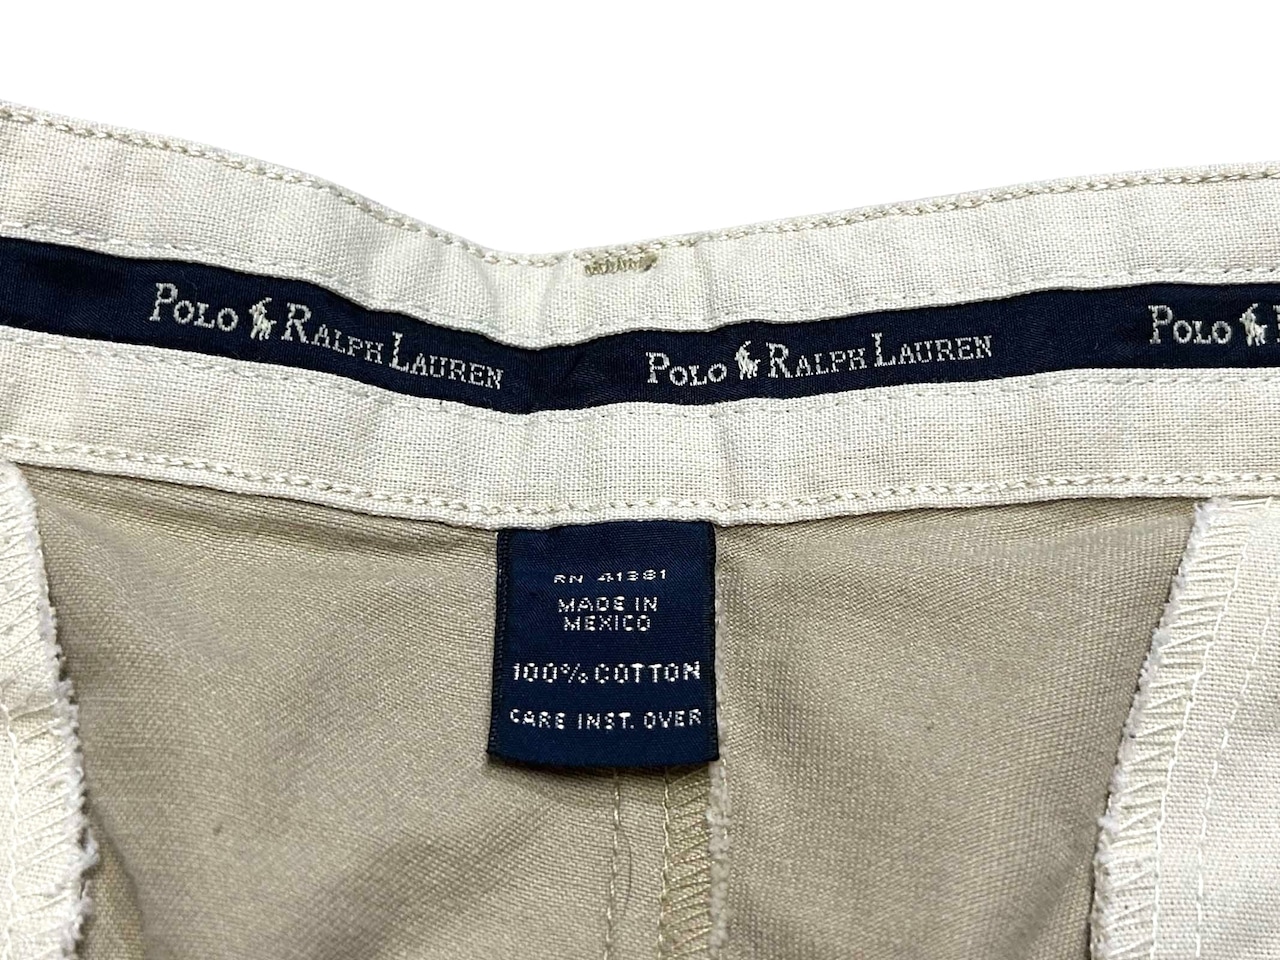 POLO RALPH LAUREN
POLO RALPH LAUREN
POLO
RN 41381
MADE IN
MEXICO
100% COTTON
CARE INST. OVER